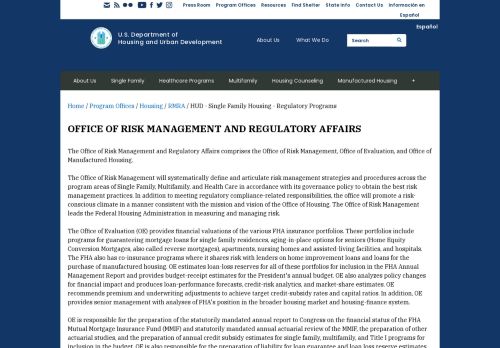 Press Room Program Offices Resources Find Shelter State Info Contact Us Información en Español
Español
U.S. Department of
Housing and Urban Development
About Us What We Do Search
About Us Single Family Healthcare Programs Multifamily Housing Counseling Manufactured Housing +
Home / Program Offices / Housing / RMRA / HUD - Single Family Housing - Regulatory Programs
OFFICE OF RISK MANAGEMENT AND REGULATORY AFFAIRS
The Office of Risk Management and Regulatory Affairs comprises the Office of Risk Management, Office of Evaluation, and Office of
Manufactured Housing.
The Office of Risk Management will systematically define and articulate risk management strategies and procedures across the
program areas of Single Family, Multifamily, and Health Care in accordance with its governance policy to obtain the best risk
management practices. In addition to meeting regulatory compliance-related responsibilities, the office will promote a risk-
conscious climate in a manner consistent with the mission and vision of the Office of Housing. The Office of Risk Management
leads the Federal Housing Administration in measuring and managing risk.
The Office of Evaluation (OE) provides financial valuations of the various FHA insurance portfolios. These portfolios include
programs for guaranteeing mortgage loans for single family residences, aging-in-place options for seniors (Home Equity
Conversion Mortgages, also called reverse mortgages), apartments, nursing homes and assisted living facilities, and hospitals.
The FHA also has co-insurance programs where it shares risk with lenders on home improvement loans and loans for the
purchase of manufactured housing. OE estimates loan-loss reserves for all of these portfolios for inclusion in the FHA Annual
Management Report and provides budget-receipt estimates for the President's annual budget. OE also analyzes policy changes
for financial impact and produces loan-performance forecasts, credit-risk analytics, and market-share estimates. OE
recommends premium and underwriting adjustments to achieve target credit-subsidy rates and capital ratios. In addition, OE
provides senior management with analyses of FHA's position in the broader housing market and housing-finance system.
OE is responsible for the preparation of the statutorily mandated annual report to Congress on the financial status of the FHA
Mutual Mortgage Insurance Fund (MMIF) and statutorily mandated annual actuarial review of the MMIF, the preparation of other
actuarial studies, and the preparation of annual credit subsidy estimates for single family, multifamily, and Title I programs for
inclusion in the budget. OE is also responsible for the preparation of liability for loan guarantee and loan loss reserve estimates